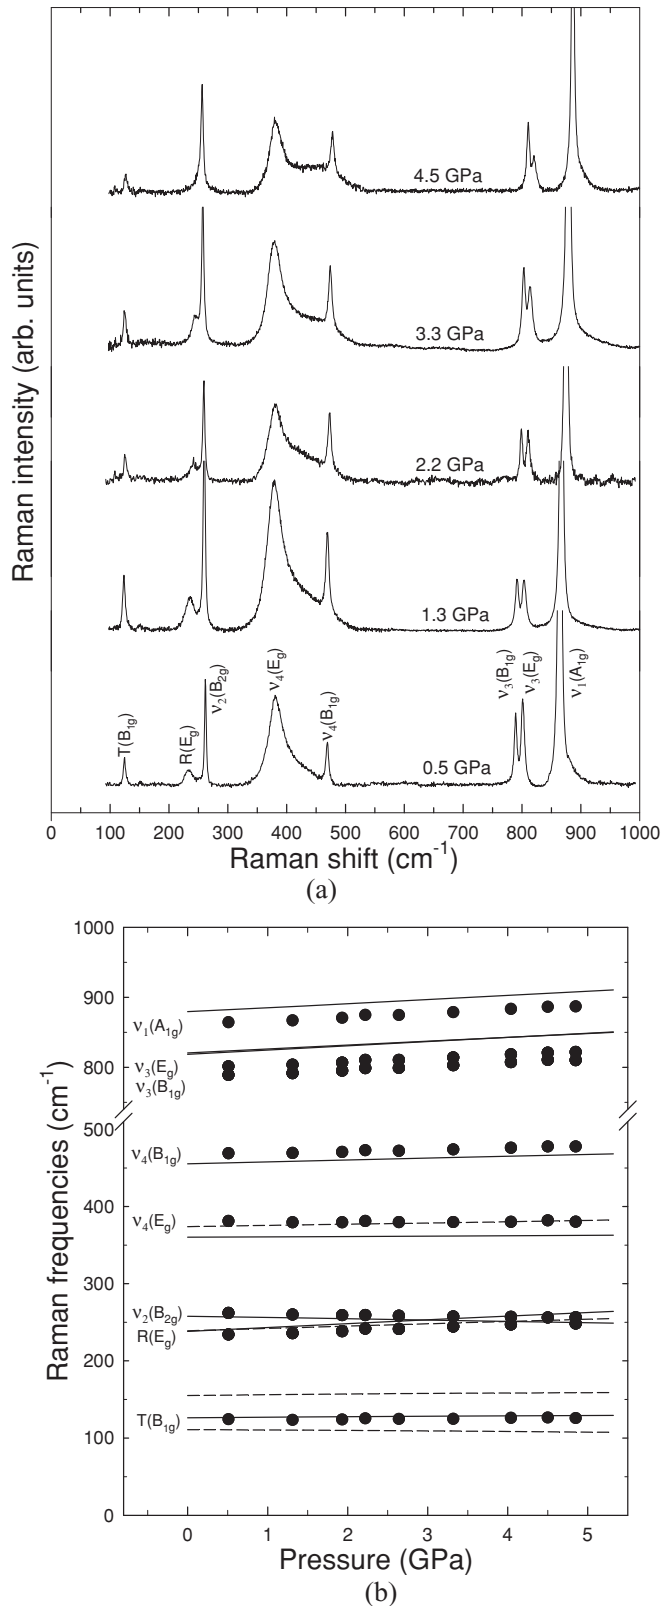 Raman intensity (arb. units)
4.5 GPa
3.3 GPa
2.2 GPa
1.3 GPa
0.5 GPa
T(B1g)
R(Eg)
ν2(B2g)
ν4(Eg)
ν4(B1g)
ν3(B1g)
ν3(Eg)
ν1(A1g)
0 100 200 300 400 500 600 700 800 900 1000
Raman shift (cm-1)
(a)
Raman frequencies (cm-1)
1000
900
800
500
400
300
200
100
0
ν1(A1g)
ν3(Eg)
ν3(B1g)
ν4(B1g)
ν4(Eg)
ν2(B2g)
R(Eg)
T(B1g)
0 1 2 3 4 5
Pressure (GPa)
(b)